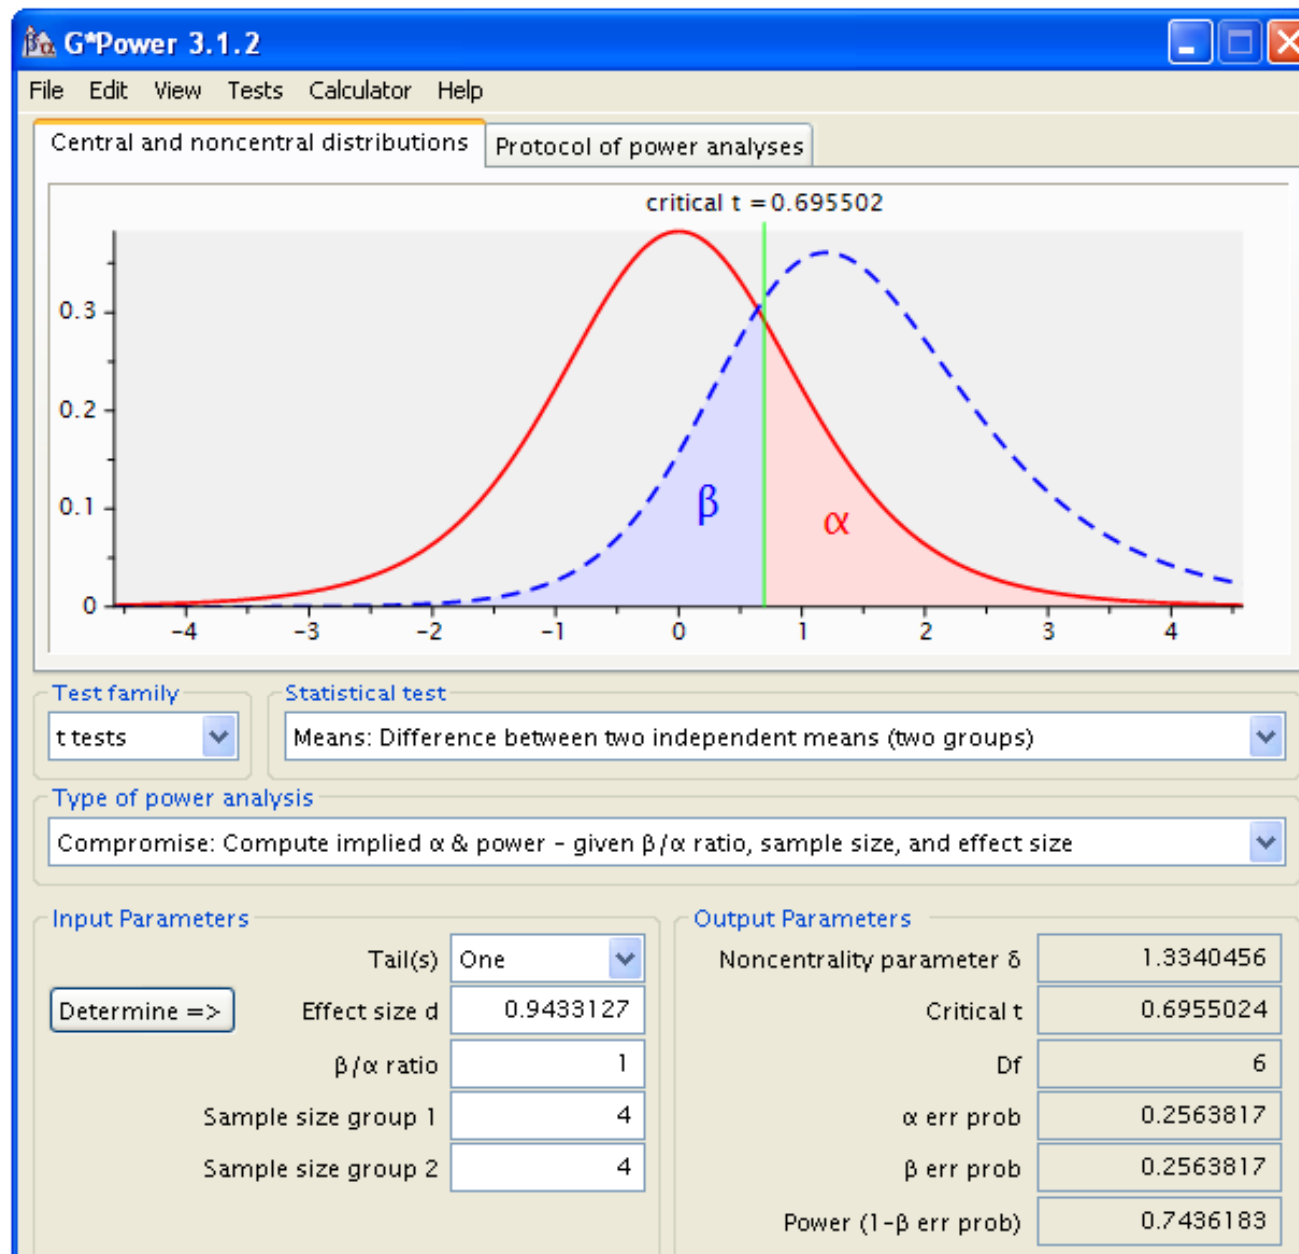 G*Power 3.1.2
File Edit View Tests Calculator Help
Central and noncentral distributions Protocol of power analyses
critical t = 0.695502
0.3
0.2
β
α
0.1
0
-4 -3 -2 -1 0 1 2 3 4
Test family Statistical test
t tests Means: Difference between two independent means (two groups)
Type of power analysis
Compromise: Compute implied α & power – given β/α ratio, sample size, and effect size
Input Parameters Output Parameters
Tail(s) One Noncentrality parameter δ 1.3340456
Determine => Effect size d 0.9433127 Critical t 0.6955024
β/α ratio 1 Df 6
Sample size group 1 4 α err prob 0.2563817
Sample size group 2 4 β err prob 0.2563817
Power (1-β err prob) 0.7436183